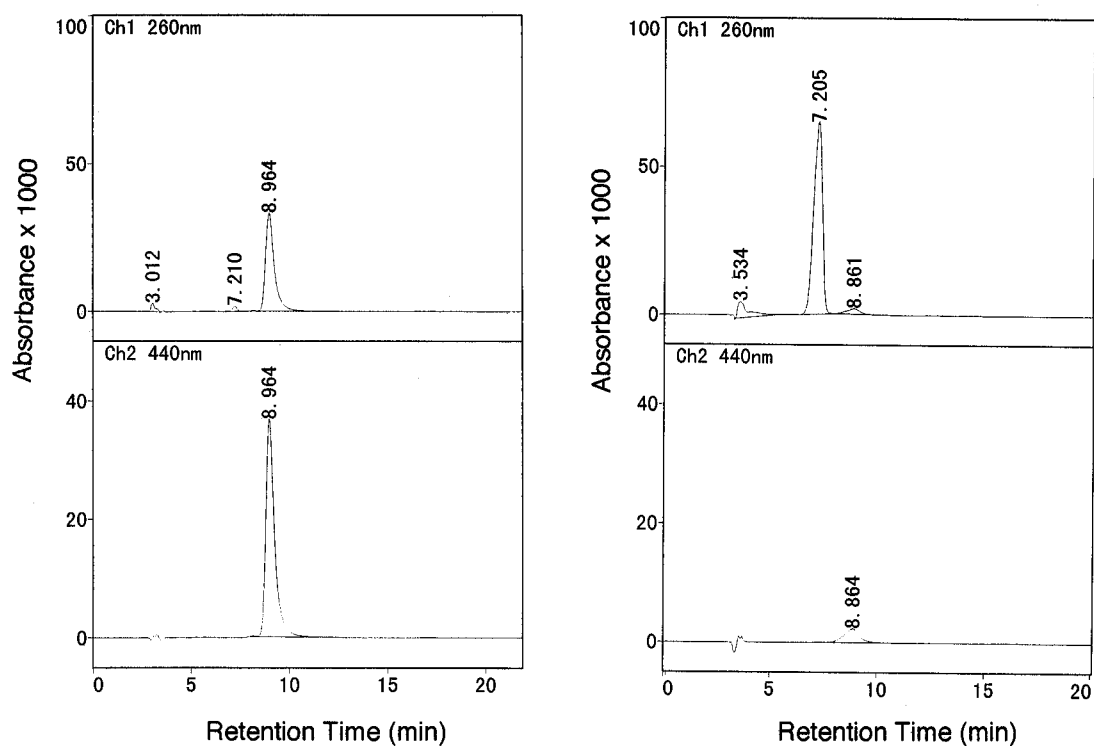 Ch1 260nm
100
50
0
3.012
7.210
8.964
Ch2 440nm
40
20
0
8.964
0 5 10 15 20
Absorbance x 1000
Retention Time (min)
Ch1 260nm
100
50
0
3.534
7.205
8.861
Ch2 440nm
40
20
0
8.864
0 5 10 15 20
Absorbance x 1000
Retention Time (min)